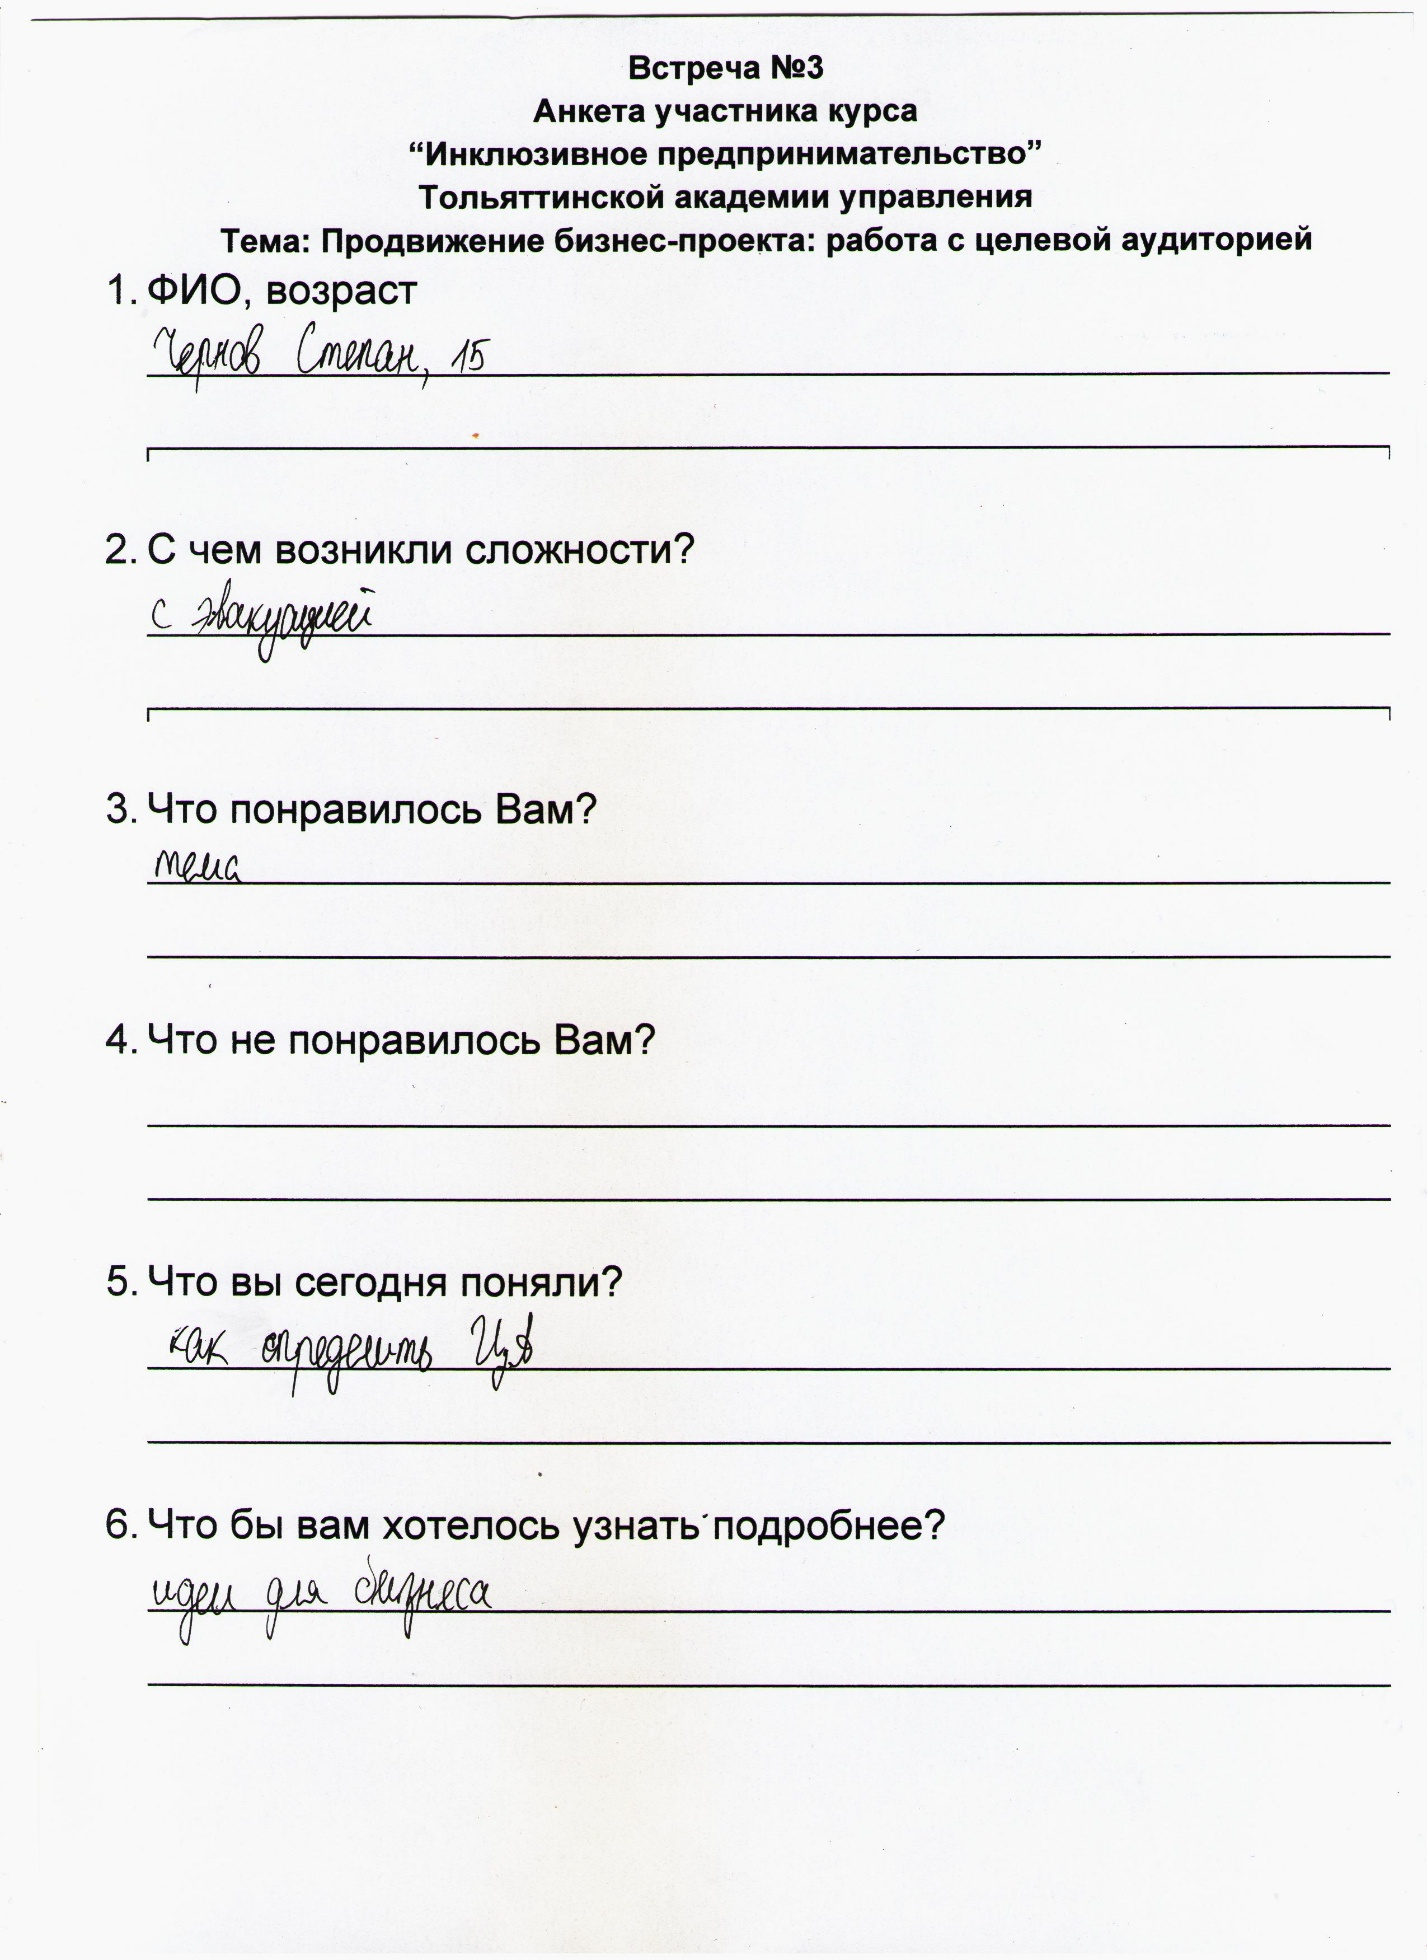 Встреча №3
Анкета участника курса
“Инклюзивное предпринимательство”
Тольяттинской академии управления
Тема: Продвижение бизнес-проекта: работа с целевой аудиторией
1. ФИО, возраст
Чернов Степан, 15
2. С чем возникли сложности?
с эвакуацией
3. Что понравилось Вам?
тема
4. Что не понравилось Вам?
5. Что вы сегодня поняли?
как определить ЦА
6. Что бы вам хотелось узнать подробнее?
идеи для бизнеса